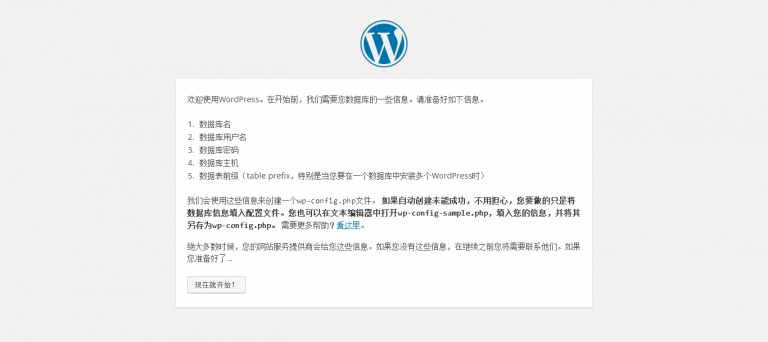 欢迎使用WordPress。在开始前，我们需要您数据库的一些信息。请准备好如下信息。
1. 数据库名
2. 数据库用户名
3. 数据库密码
4. 数据库主机
5. 数据表前缀（table prefix，特别是当您要在一个数据库中安装多个WordPress时）
我们会使用这些信息来创建一个wp-config.php文件。 如果自动创建未能成功，不用担心，您要做的只是将
数据库信息填入配置文件。您也可以在文本编辑器中打开wp-config-sample.php，填入您的信息，并将其
另存为wp-config.php。 需要更多帮助？看这里。
绝大多数时候，您的网站服务提供商会给您这些信息。如果您没有这些信息，在继续之前您将需要联系他们。如果
您准备好了…
现在就开始！